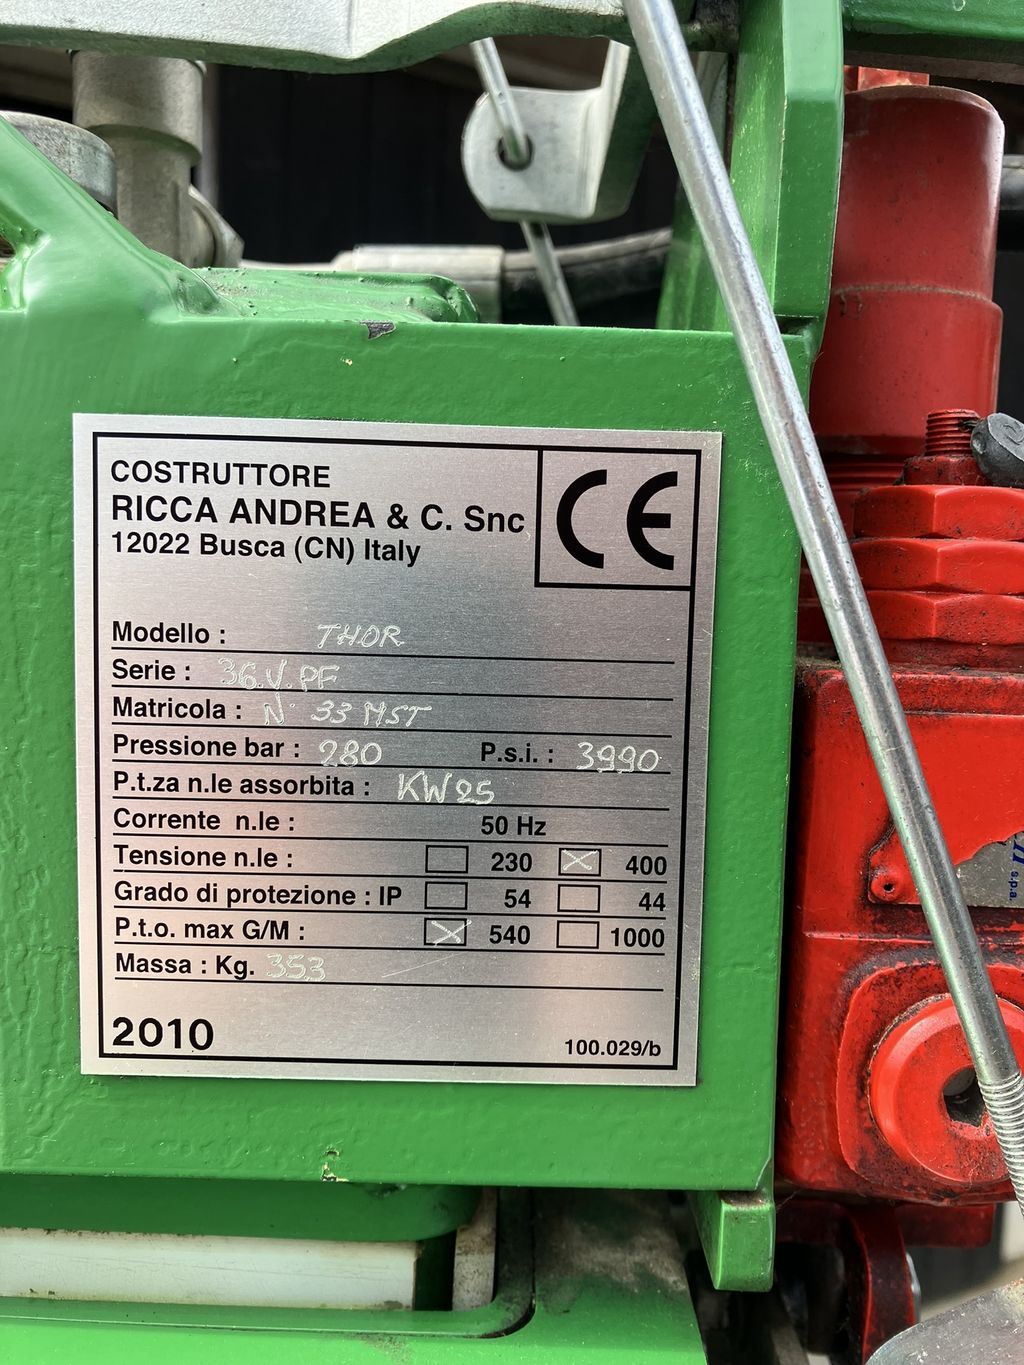 COSTRUTTORE
RICCA ANDREA & C. Snc
12022 Busca (CN) Italy
CE
Modello : THOR
Serie : 36.V.PF
Matricola : N° 33 MST
Pressione bar : 280 P.s.i. : 3990
P.t.za n.le assorbita : KW25
Corrente n.le : 50 Hz
Tensione n.le : 230 400
Grado di protezione : IP 54 44
P.t.o. max G/M : 540 1000
Massa : Kg. 353
2010
100.029/b
s.p.a.